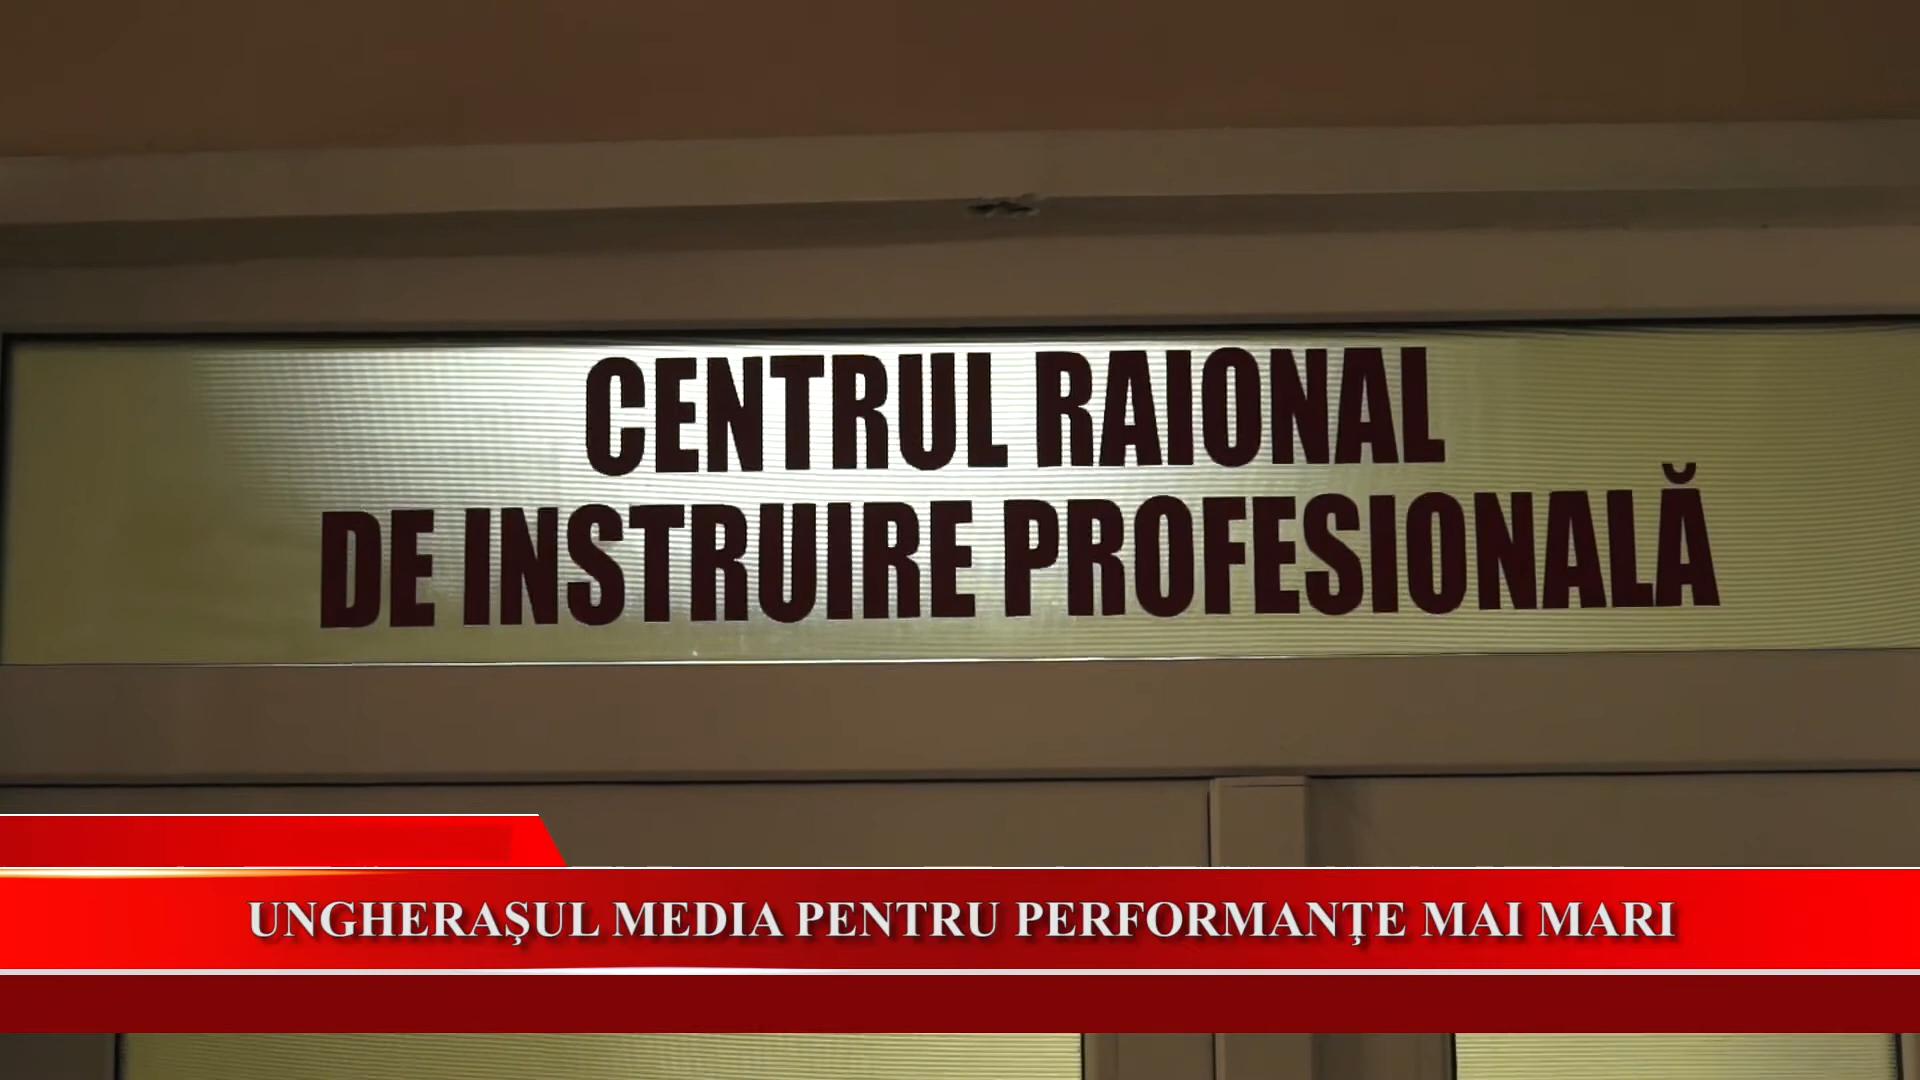 CENTRUL RAIONAL
DE INSTRUIRE PROFESIONALĂ
UNGHERAŞUL MEDIA PENTRU PERFORMANŢE MAI MARI